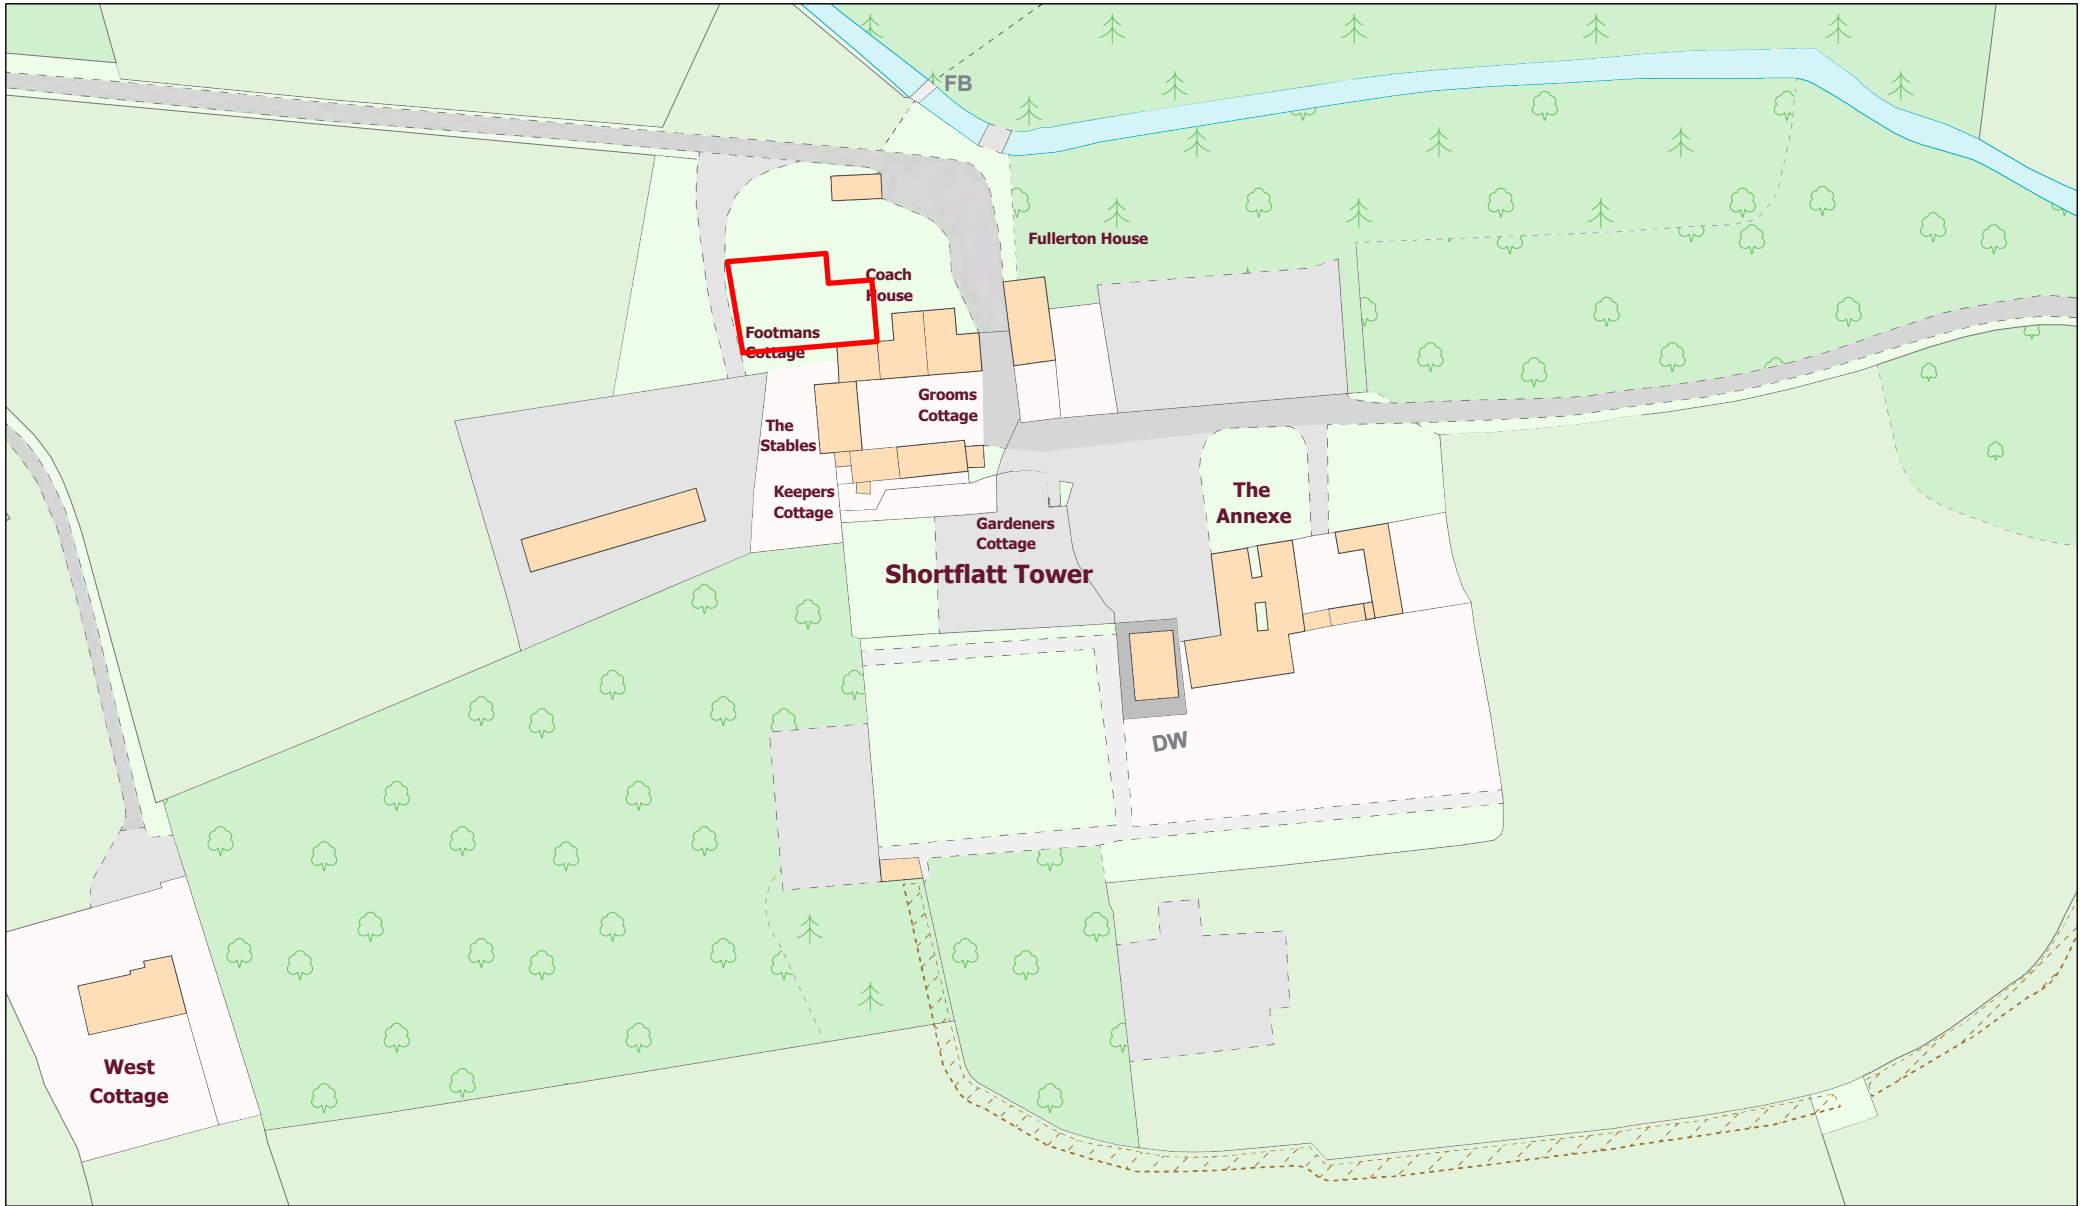 FB
Fullerton House
Coach
House
Footmans
Cottage
Grooms
Cottage
The
Stables
Keepers
Cottage
The
Annexe
Gardeners
Cottage
Shortflatt Tower
DW
West
Cottage